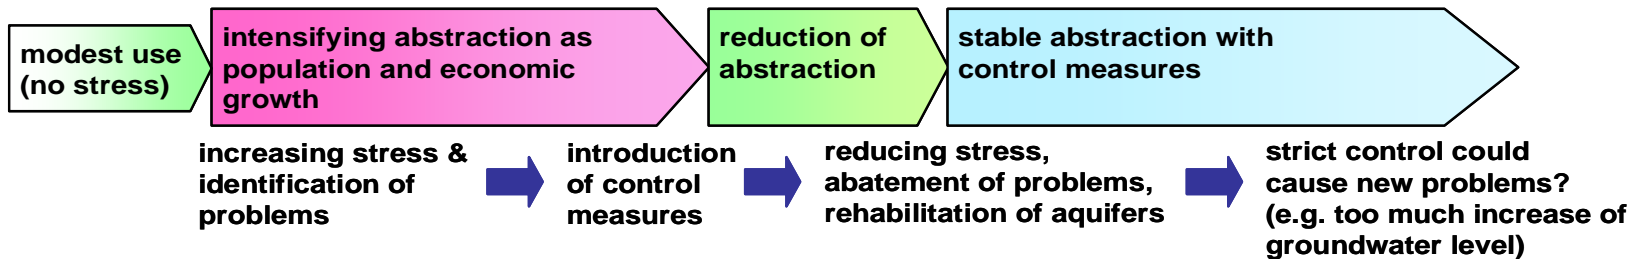 modest use
(no stress)
intensifying abstraction as
population and economic
growth
reduction of
abstraction
stable abstraction with
control measures
increasing stress &
identification of
problems
introduction
of control
measures
reducing stress,
abatement of problems,
rehabilitation of aquifers
strict control could
cause new problems?
(e.g. too much increase of
groundwater level)